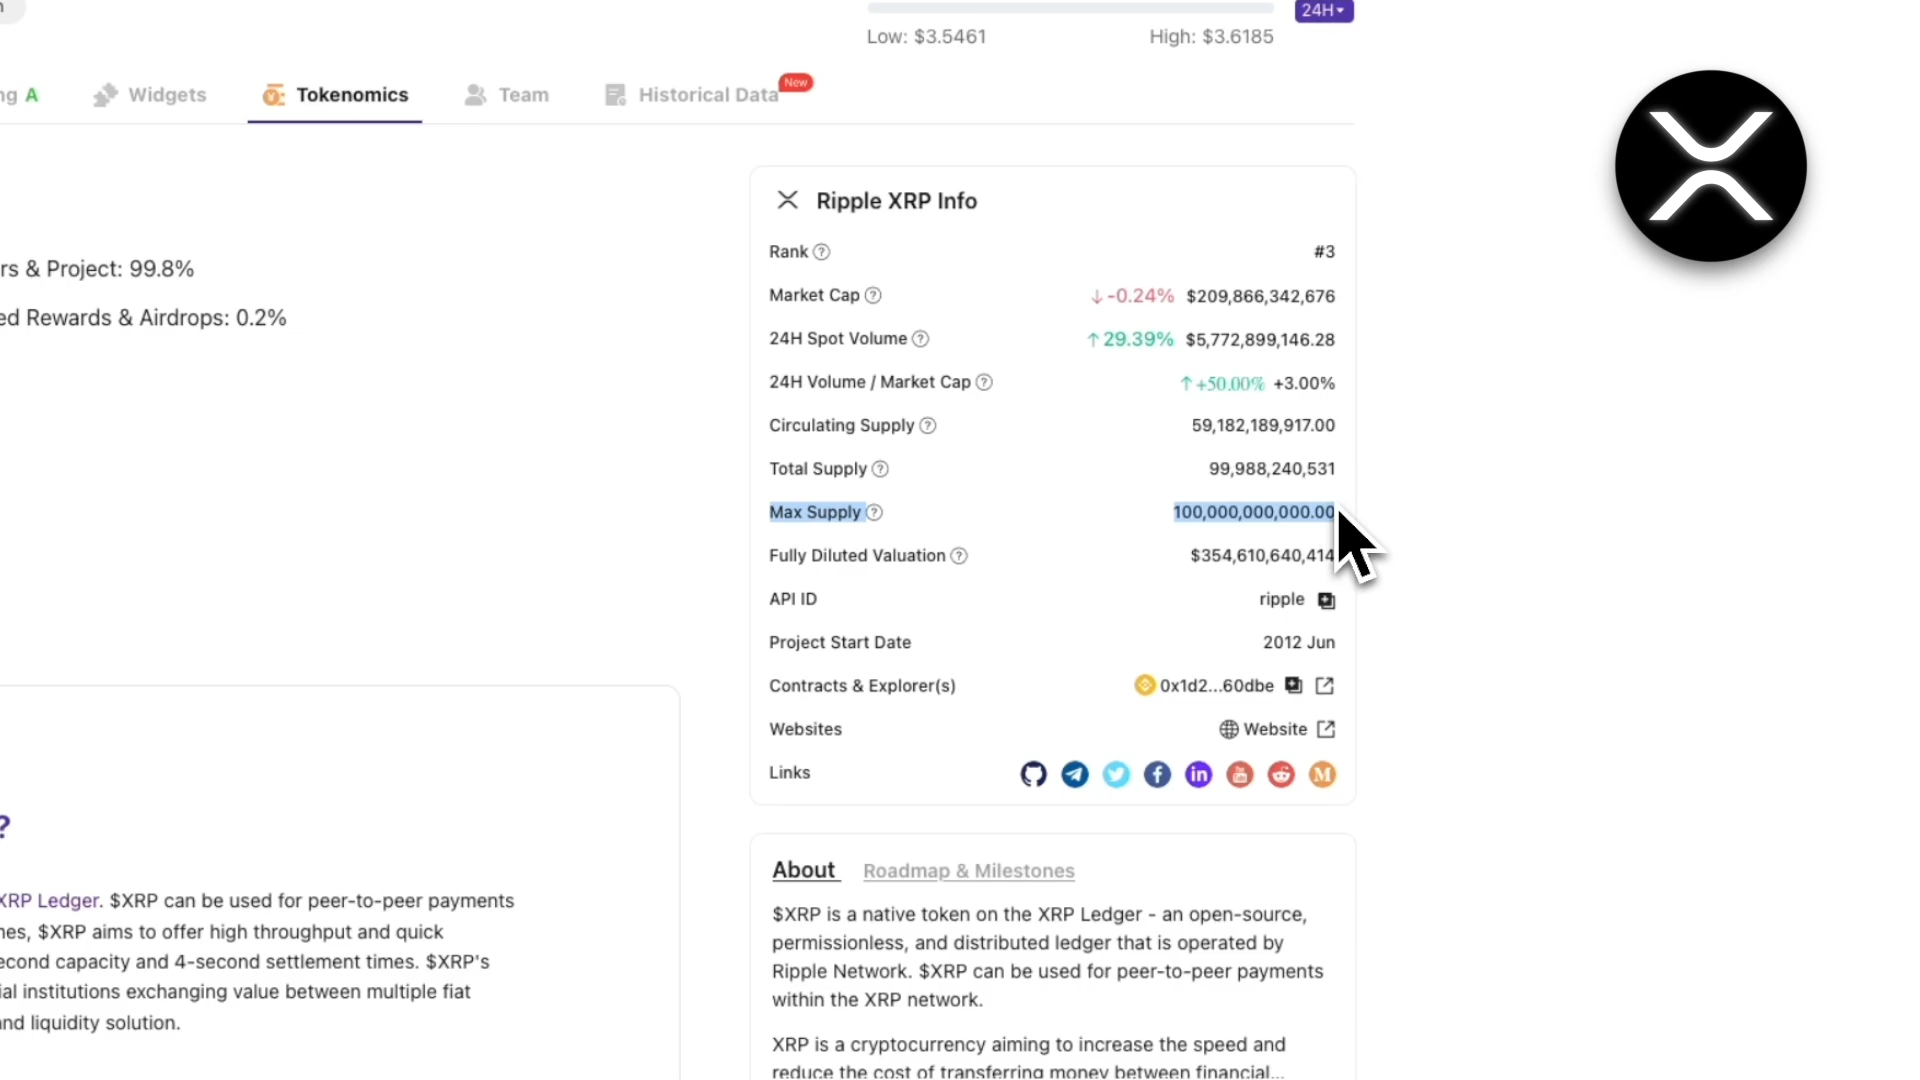 24H
Low: $3.5461 High: $3.6185
ng A Widgets Tokenomics Team Historical Data New
Ripple XRP Info
Rank #3
rs & Project: 99.8%
Market Cap -0.24% $209,866,342,676
ed Rewards & Airdrops: 0.2%
24H Spot Volume 29.39% $5,772,899,146.28
24H Volume / Market Cap +50.00% +3.00%
Circulating Supply 59,182,189,917.00
Total Supply 99,988,240,531
Max Supply 100,000,000,000.00
Fully Diluted Valuation $354,610,640,414
API ID ripple
Project Start Date 2012 Jun
Contracts & Explorer(s) 0x1d2...60dbe
Websites Website
Links
?
About Roadmap & Milestones
XRP Ledger. $XRP can be used for peer-to-peer payments
nes, $XRP aims to offer high throughput and quick
econd capacity and 4-second settlement times. $XRP's
ial institutions exchanging value between multiple fiat
nd liquidity solution.
$XRP is a native token on the XRP Ledger - an open-source,
permissionless, and distributed ledger that is operated by
Ripple Network. $XRP can be used for peer-to-peer payments
within the XRP network.
XRP is a cryptocurrency aiming to increase the speed and
reduce the cost of transferring money between financial...